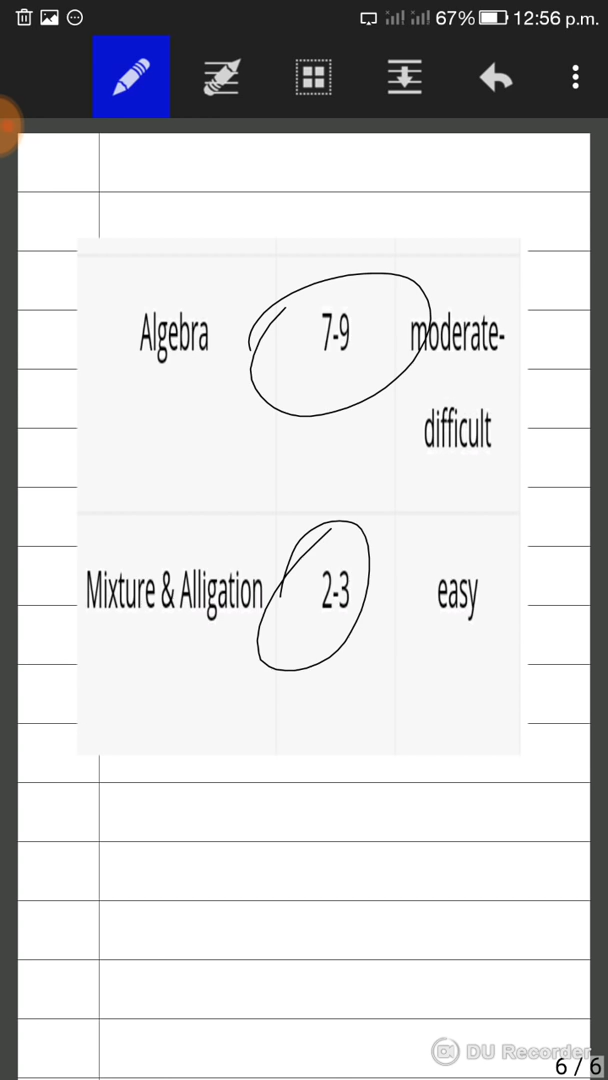 67% 12:56 p.m.
Algebra 7-9 moderate-
difficult
Mixture & Alligation 2-3 easy
DU Recorder
6 / 6